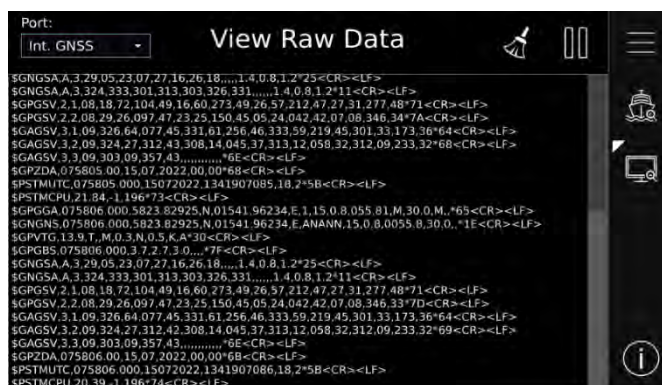 Port:
Int. GNSS
View Raw Data
$GNGSA,A,3,29,05,23,07,27,16,26,18,,,,,1.4,0.8,1.2*25<CR><LF>
$GNGSA,A,3,324,333,301,313,303,326,331,,,,,,1.4,0.8,1.2*11<CR><LF>
$GPGSV,2,1,08,18,72,104,49,16,60,273,49,26,57,212,47,27,31,277,48*71<CR><LF>
$GPGSV,2,2,08,29,26,097,47,23,25,150,45,05,24,042,42,07,08,346,34*7A<CR><LF>
$GAGSV,3,1,09,326,64,077,45,331,61,256,46,333,59,219,45,301,33,173,36*64<CR><LF>
$GAGSV,3,2,09,324,27,312,43,308,14,045,37,313,12,058,32,312,09,233,32*68<CR><LF>
$GAGSV,3,3,09,303,09,357,43,,,,,,,,,,,,*6E<CR><LF>
$GPZDA,075805.00,15,07,2022,00,00*6B<CR><LF>
$PSTMUTC,075805.000,15072022,1341907085,18,2*5B<CR><LF>
$PSTMCPU,21.84,-1,196*73<CR><LF>
$GPGGA,075806.000,5823.82925,N,01541.96234,E,1,15,0.8,055.81,M,30.0,M,,*65<CR><LF>
$GNGNS,075806.000,5823.82925,N,01541.96234,E,ANANN,15,0.8,0055.8,30.0,,*1E<CR><LF>
$GPVTG,13.9,T,,M,0.3,N,0.5,K,A*30<CR><LF>
$GPGBS,075806.000,3.7,2.7,3.0,,,,*7F<CR><LF>
$GNGSA,A,3,29,05,23,07,27,16,26,18,,,,,1.4,0.8,1.2*25<CR><LF>
$GNGSA,A,3,324,333,301,313,303,326,331,,,,,,1.4,0.8,1.2*11<CR><LF>
$GPGSV,2,1,08,18,72,104,49,16,60,273,49,26,57,212,47,27,31,277,48*71<CR><LF>
$GPGSV,2,2,08,29,26,097,47,23,25,150,45,05,24,042,42,07,08,346,33*7D<CR><LF>
$GAGSV,3,1,09,326,64,077,45,331,61,256,46,333,59,219,45,301,33,173,36*64<CR><LF>
$GAGSV,3,2,09,324,27,312,42,308,14,045,37,313,12,058,32,312,09,233,32*69<CR><LF>
$GAGSV,3,3,09,303,09,357,43,,,,,,,,,,,,*6E<CR><LF>
$GPZDA,075806.00,15,07,2022,00,00*68<CR><LF>
$PSTMUTC,075806.000,15072022,1341907086,18,2*5B<CR><LF>
$PSTMCPU,20.39,-1,196*74<CR><LF>
i